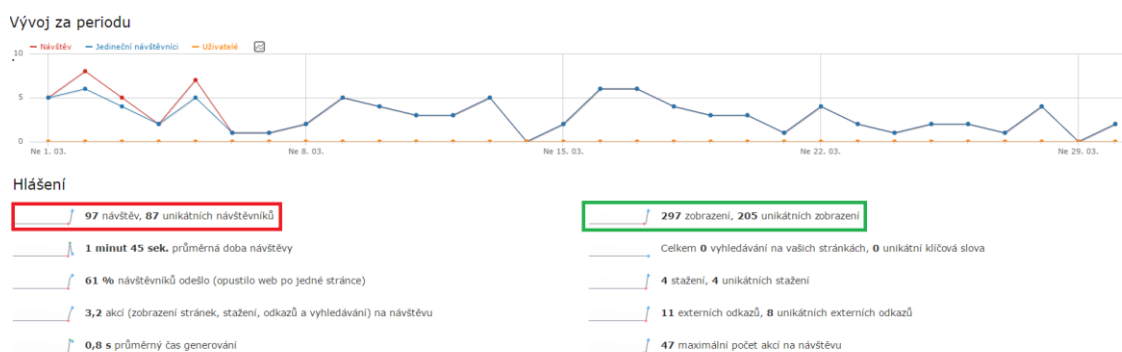 Vývoj za periodu
Návštěv Jedineční návštěvníci Uživatelé
10
5
0
Ne 1. 03. Ne 8. 03. Ne 15. 03. Ne 22. 03. Ne 29. 03.
Hlášení
97 návštěv, 87 unikátních návštěvníků
297 zobrazení, 205 unikátních zobrazení
1 minut 45 sek. průměrná doba návštěvy
Celkem 0 vyhledávání na vašich stránkách, 0 unikátní klíčová slova
61 % návštěvníků odešlo (opustilo web po jedné stránce)
4 stažení, 4 unikátních stažení
3,2 akcí (zobrazení stránek, stažení, odkazů a vyhledávání) na návštěvu
11 externích odkazů, 8 unikátních externích odkazů
0,8 s průměrný čas generování
47 maximální počet akcí na návštěvu